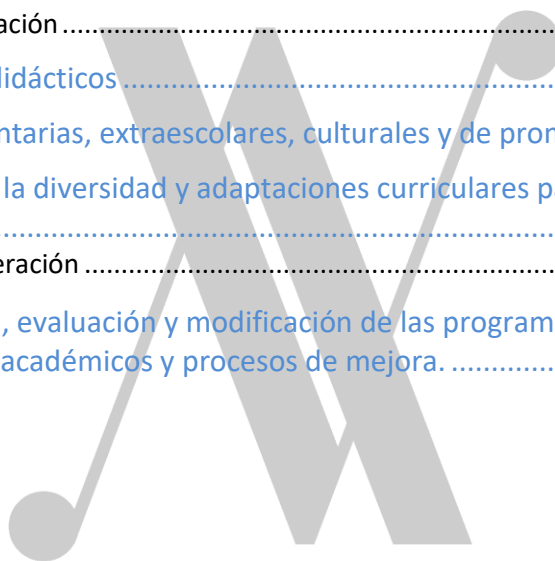 ación ........................................................................
lidácticos ................................................................
ntarias, extraescolares, culturales y de pron
la diversidad y adaptaciones curriculares pa
................................................................................
eración ....................................................................
, evaluación y modificación de las program
académicos y procesos de mejora. ...............